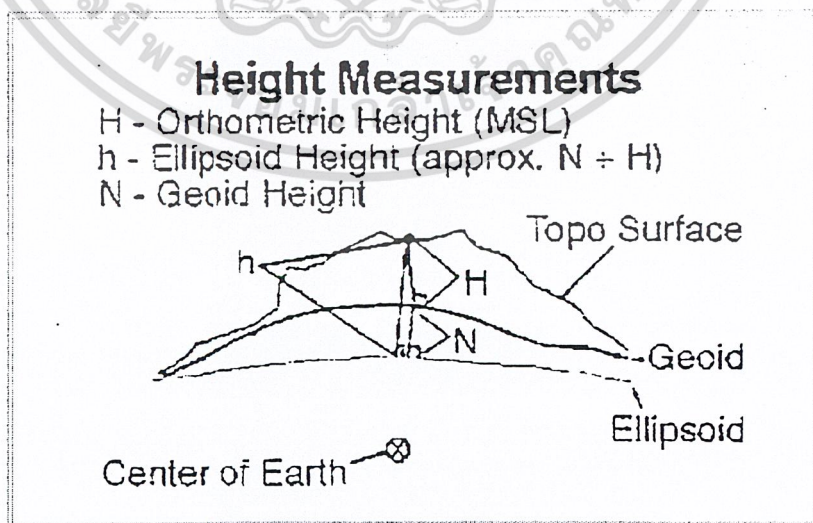 Height Measurements
H - Orthometric Height (MSL)
h - Ellipsoid Height (approx. N ÷ H)
N - Geoid Height
Topo Surface
h
H
N
Geoid
Ellipsoid
Center of Earth